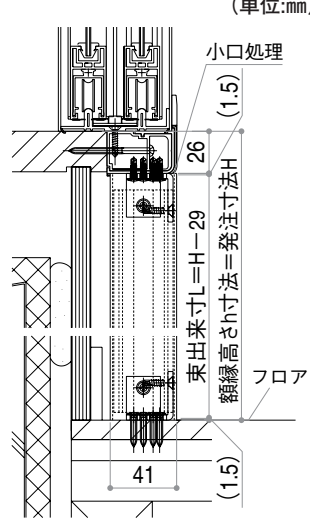 (単位:㎜)
小口処理
(1.5)
26
束出来寸L=H−29
額縁高さh寸法=発注寸法H
フロア
(1.5)
41